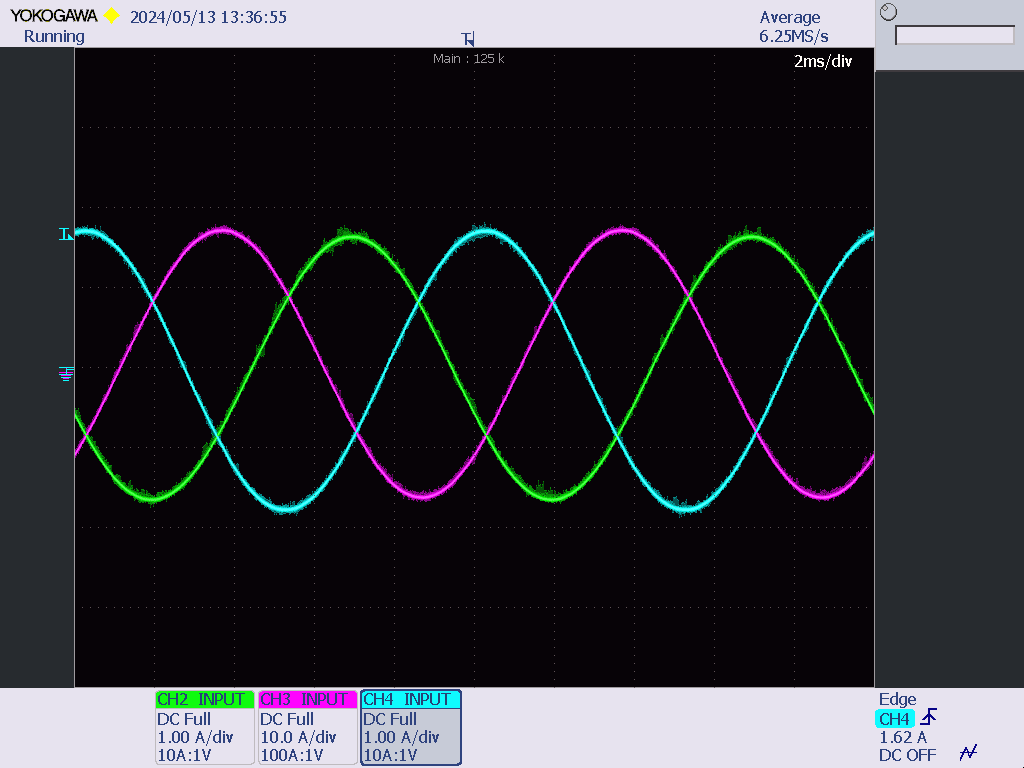 YOKOGAWA 2024/05/13 13:36:55
Running
Average
6.25MS/s
T
Main : 125 k
2ms/div
T
CH2 INPUT
DC Full
1.00 A/div
10A:1V
CH3 INPUT
DC Full
10.0 A/div
100A:1V
CH4 INPUT
DC Full
1.00 A/div
10A:1V
Edge
CH4
1.62 A
DC OFF